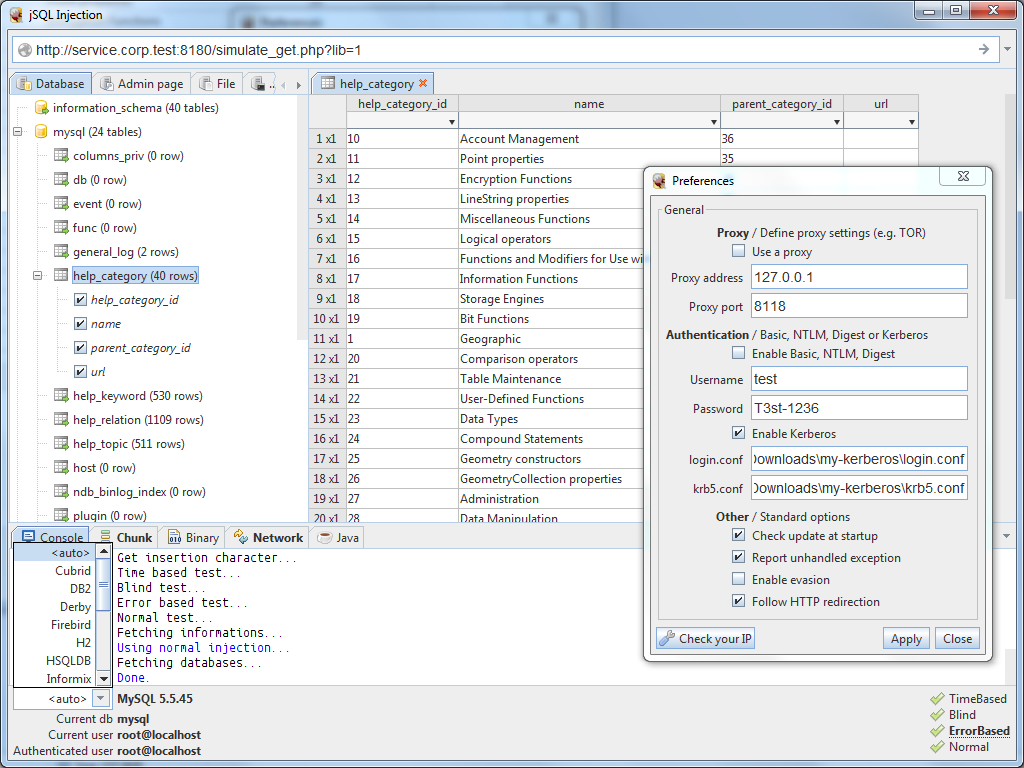 jSQL Injection
http://service.corp.test:8180/simulate_get.php?lib=1
Database Admin page File ..
help_category
information_schema (40 tables)
mysql (24 tables)
columns_priv (0 row)
db (0 row)
event (0 row)
func (0 row)
general_log (2 rows)
help_category (40 rows)
help_category_id
name
parent_category_id
url
help_keyword (530 rows)
help_relation (1109 rows)
help_topic (511 rows)
host (0 row)
ndb_binlog_index (0 row)
plugin (0 row)
help_category_id name parent_category_id url
1 x1 10 Account Management 36
2 x1 11 Point properties 35
3 x1 12 Encryption Functions
4 x1 13 LineString properties
5 x1 14 Miscellaneous Functions
6 x1 15 Logical operators
7 x1 16 Functions and Modifiers for Use wi
8 x1 17 Information Functions
9 x1 18 Storage Engines
10 x1 19 Bit Functions
11 x1 1 Geographic
12 x1 20 Comparison operators
13 x1 21 Table Maintenance
14 x1 22 User-Defined Functions
15 x1 23 Data Types
16 x1 24 Compound Statements
17 x1 25 Geometry constructors
18 x1 26 GeometryCollection properties
19 x1 27 Administration
20 x1 28 Data Manipulation
Preferences
General
Proxy / Define proxy settings (e.g. TOR)
Use a proxy
Proxy address 127.0.0.1
Proxy port 8118
Authentication / Basic, NTLM, Digest or Kerberos
Enable Basic, NTLM, Digest
Username test
Password T3st-1236
Enable Kerberos
login.conf Downloads\my-kerberos\login.conf
krb5.conf Downloads\my-kerberos\krb5.conf
Other / Standard options
Check update at startup
Report unhandled exception
Enable evasion
Follow HTTP redirection
Check your IP Apply Close
Console Chunk Binary Network Java
<auto>
Cubrid
DB2
Derby
Firebird
H2
HSQLDB
Informix
Get insertion character...
Time based test...
Blind test...
Error based test...
Normal test...
Fetching informations...
Using normal injection...
Fetching databases...
Done.
<auto> MySQL 5.5.45
Current db mysql
Current user root@localhost
Authenticated user root@localhost
TimeBased
Blind
ErrorBased
Normal